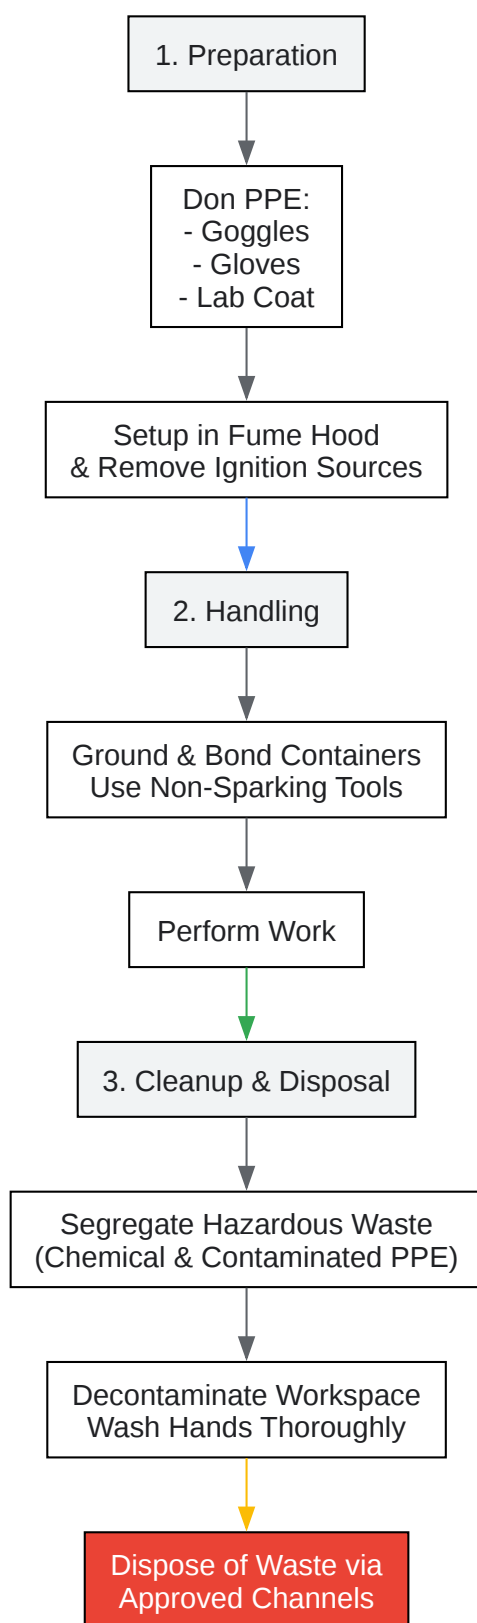 1. Preparation
Don PPE:
- Goggles
- Gloves
- Lab Coat
Setup in Fume Hood
& Remove Ignition Sources
2. Handling
Ground & Bond Containers
Use Non-Sparking Tools
Perform Work
3. Cleanup & Disposal
Segregate Hazardous Waste
(Chemical & Contaminated PPE)
Decontaminate Workspace
Wash Hands Thoroughly
Dispose of Waste via
Approved Channels